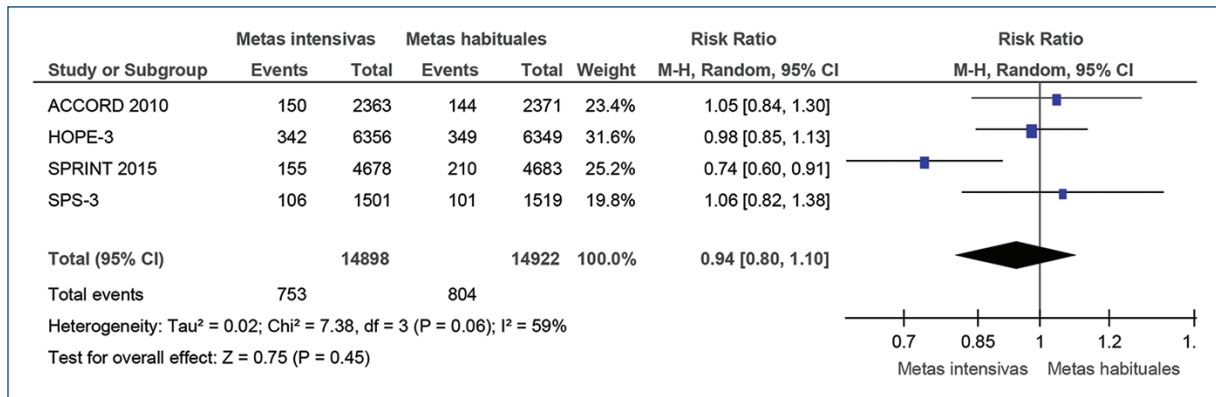 Metas intensivas Metas habituales Risk Ratio Risk Ratio
Study or Subgroup Events Total Events Total Weight M-H, Random, 95% CI M-H, Random, 95% CI
ACCORD 2010 150 2363 144 2371 23.4% 1.05 [0.84, 1.30]
HOPE-3 342 6356 349 6349 31.6% 0.98 [0.85, 1.13]
SPRINT 2015 155 4678 210 4683 25.2% 0.74 [0.60, 0.91]
SPS-3 106 1501 101 1519 19.8% 1.06 [0.82, 1.38]
Total (95% CI) 14898 14922 100.0% 0.94 [0.80, 1.10]
Total events 753 804
Heterogeneity: Tau² = 0.02; Chi² = 7.38, df = 3 (P = 0.06); I² = 59%
Test for overall effect: Z = 0.75 (P = 0.45)
0.7 0.85 1 1.2 1.
Metas intensivas Metas habituales